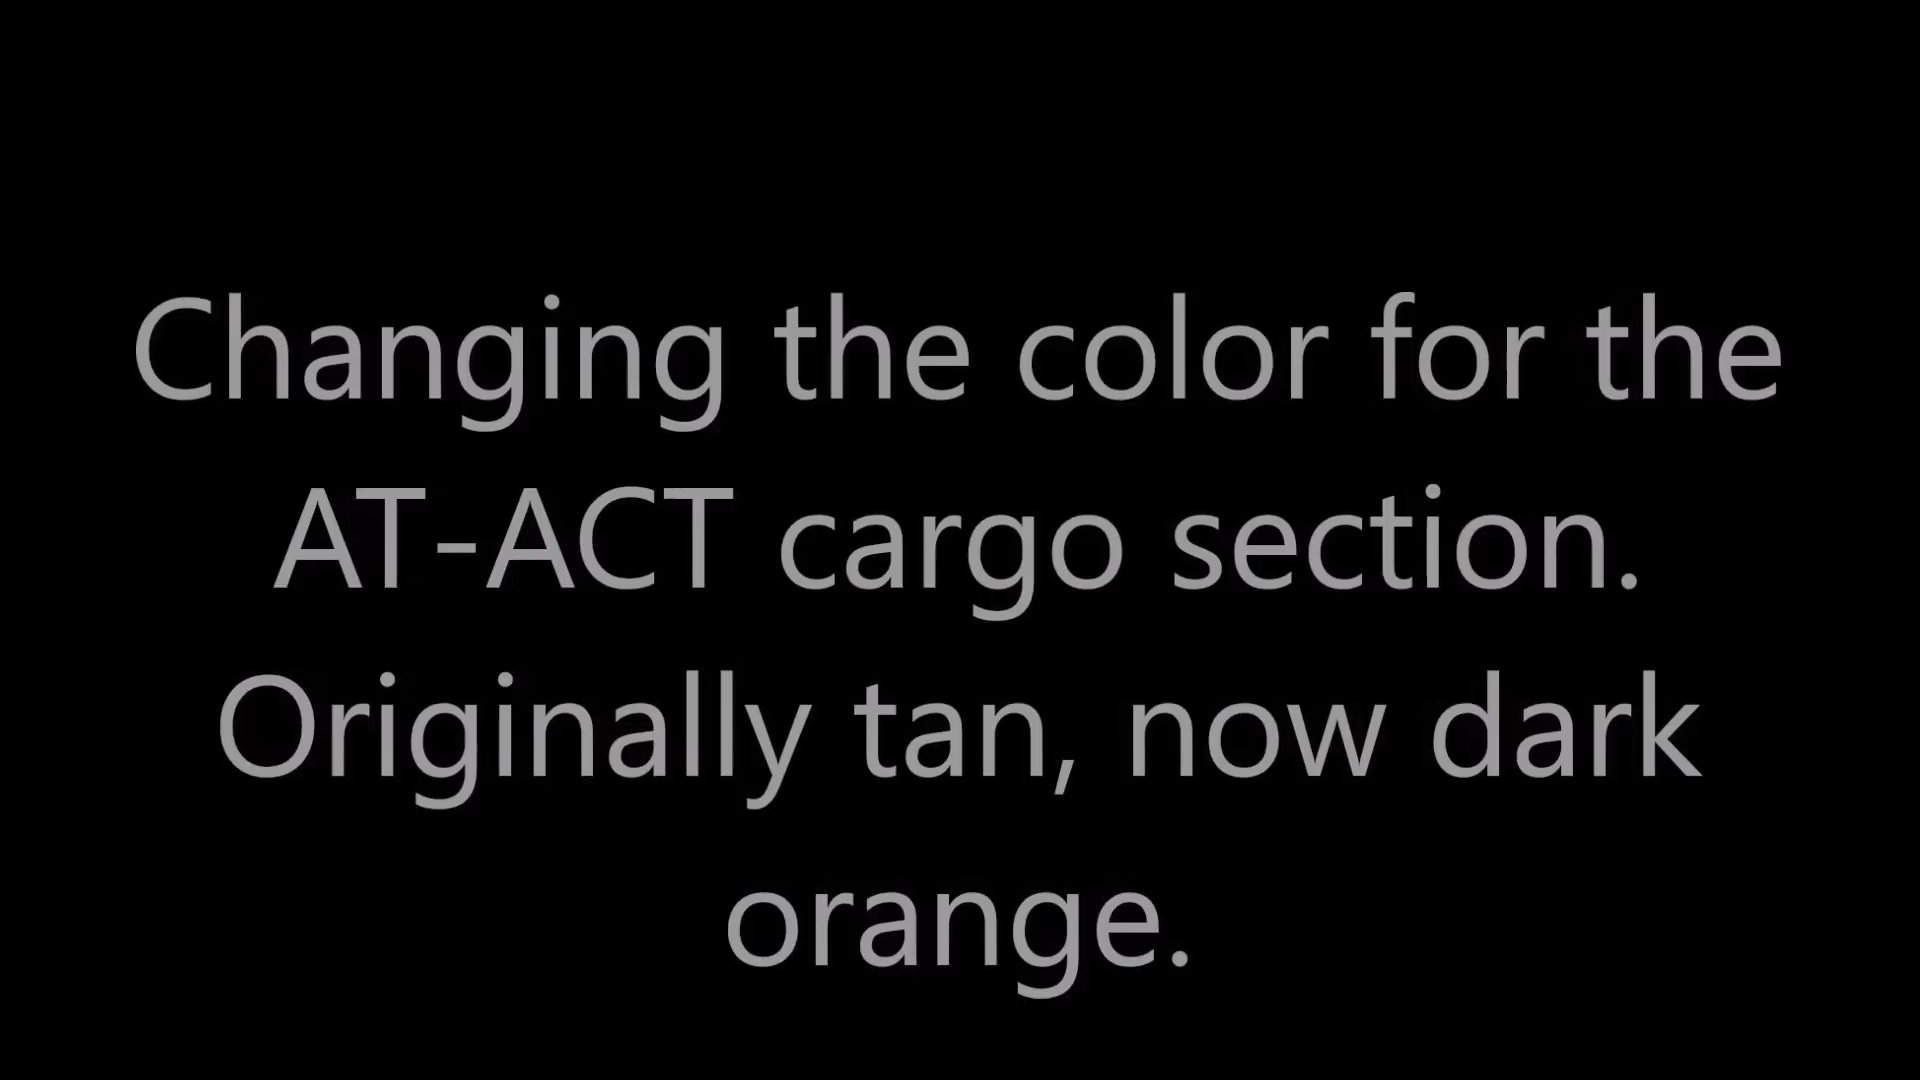 Changing the color for the
AT-ACT cargo section.
Originally tan, now dark
orange.